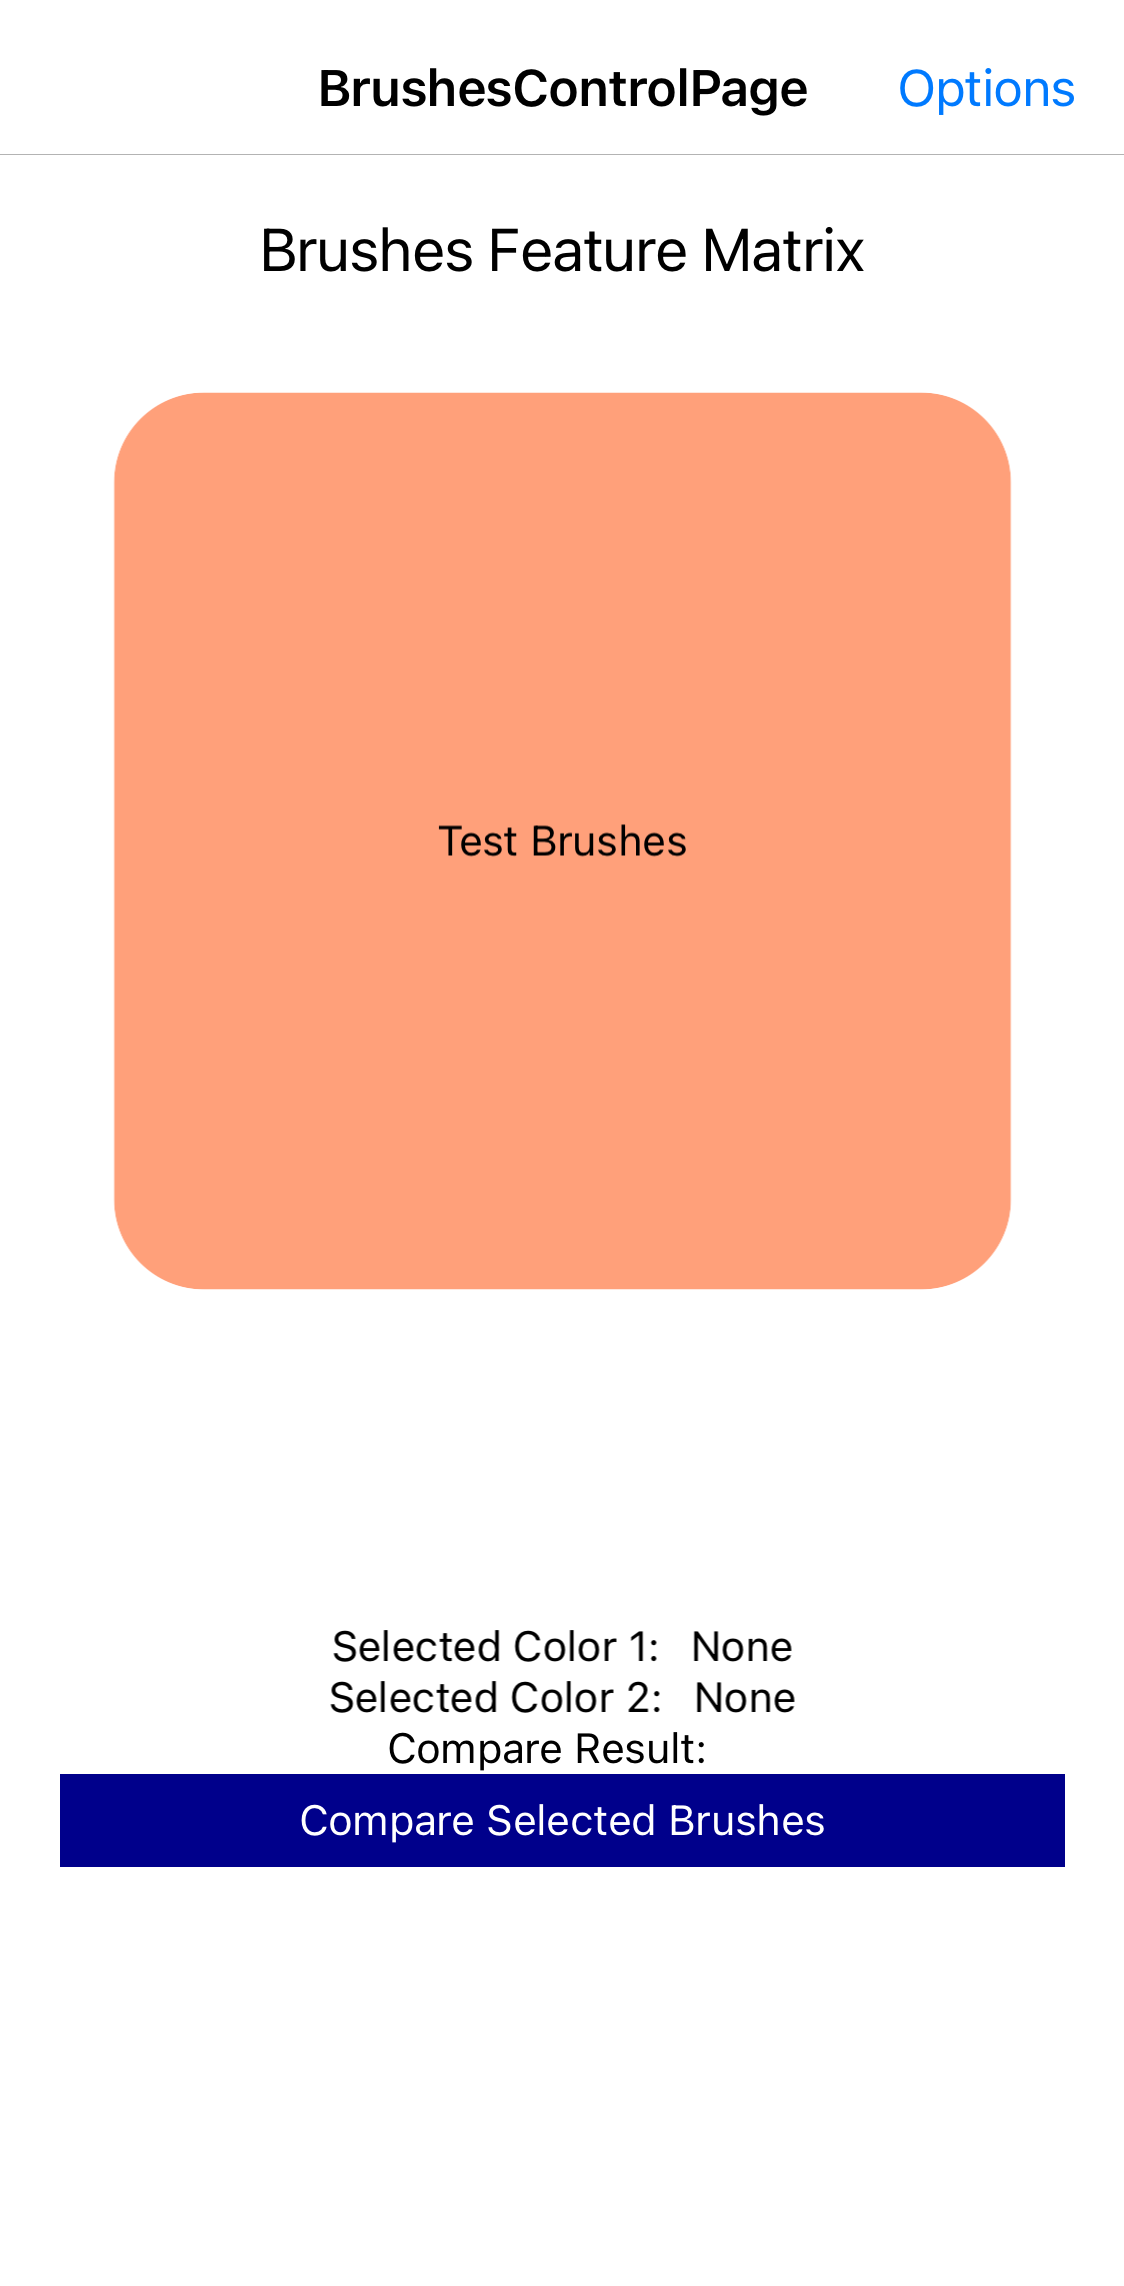 BrushesControlPage Options
Brushes Feature Matrix
Test Brushes
Selected Color 1: None
Selected Color 2: None
Compare Result:
Compare Selected Brushes